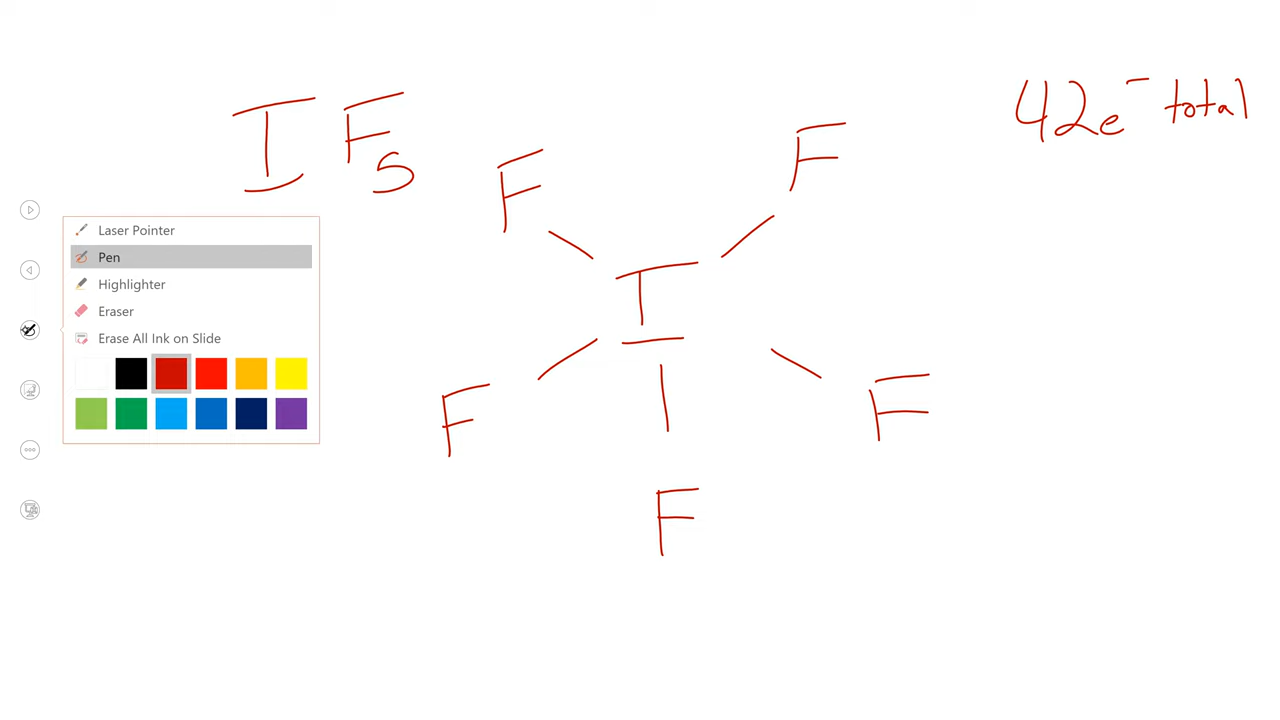 IF5
42e⁻ total
F
F
I
F
F
F
Laser Pointer
Pen
Highlighter
Eraser
Erase All Ink on Slide